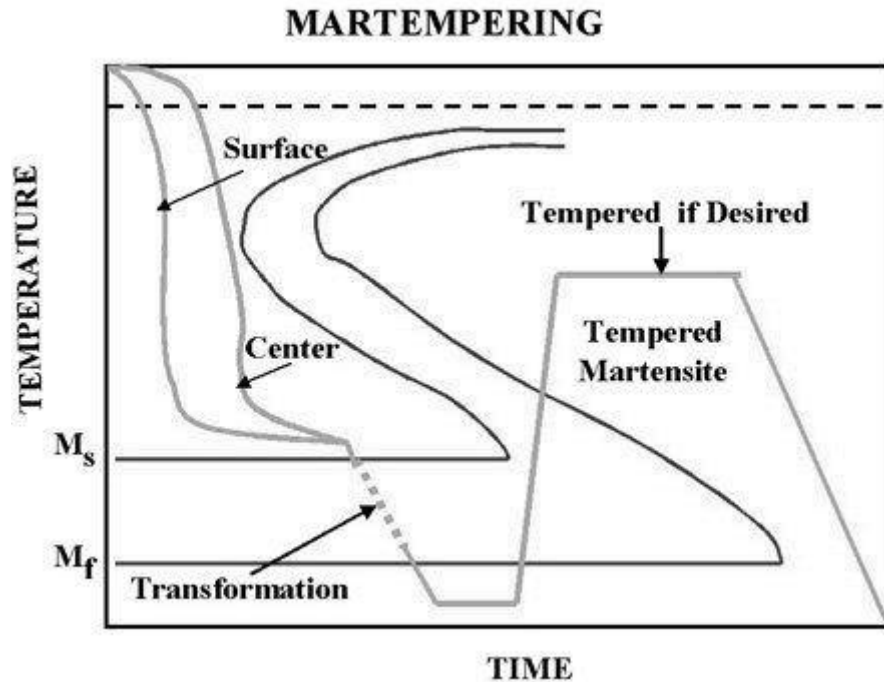 MARTEMPERING
Surface
Tempered if Desired
TEMPERATURE
Center
Tempered
Martensite
Ms
Mf
Transformation
TIME